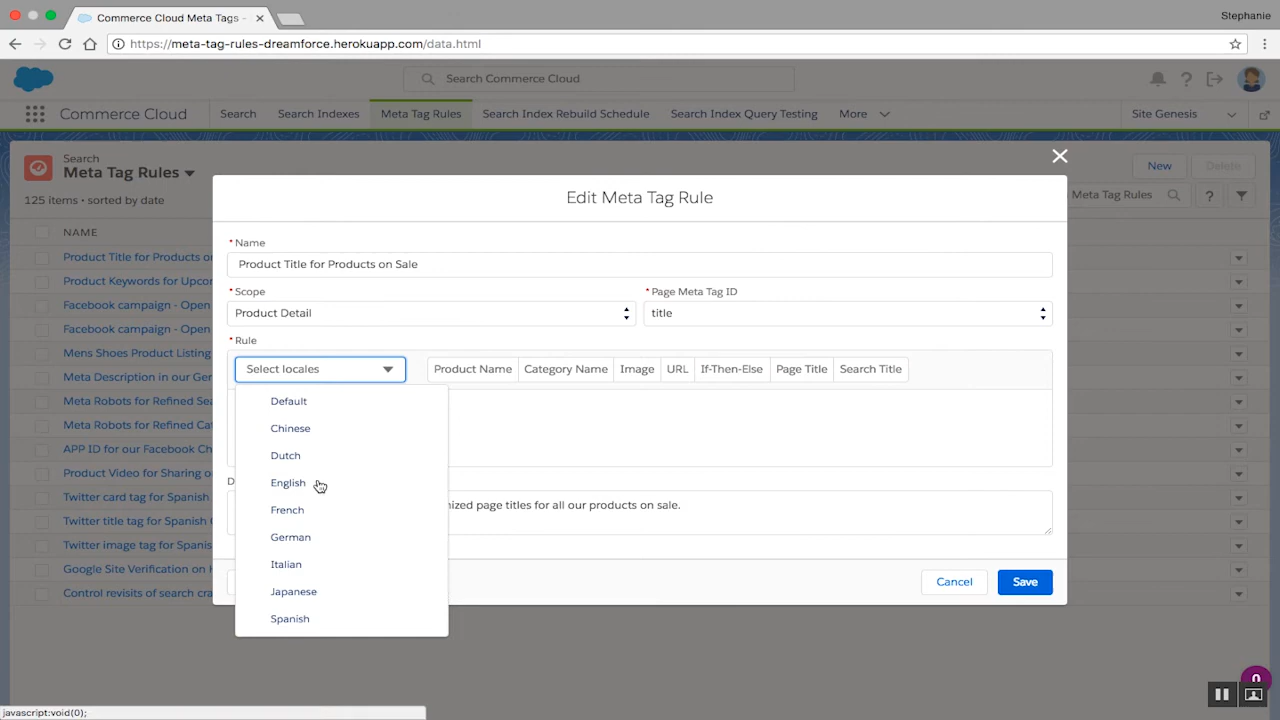 Commerce Cloud Meta Tags -
Stephanie
https://meta-tag-rules-dreamforce.herokuapp.com/data.html
Search Commerce Cloud
Commerce Cloud Search Search Indexes Meta Tag Rules Search Index Rebuild Schedule Search Index Query Testing More Site Genesis
Search
Meta Tag Rules
125 items • sorted by date
New Delete
Meta Tag Rules
NAME
Product Title for Products on
Product Keywords for Upcor
Facebook campaign - Open
Facebook campaign - Open
Mens Shoes Product Listing
Meta Description in our Ger
Meta Robots for Refined Sea
Meta Robots for Refined Cat
APP ID for our Facebook Ch
Product Video for Sharing o
Twitter card tag for Spanish
Twitter title tag for Spanish
Twitter image tag for Spanis
Google Site Verification on H
Control revisits of search cra
Edit Meta Tag Rule
* Name
Product Title for Products on Sale
* Scope
Product Detail
* Page Meta Tag ID
title
* Rule
Select locales Product Name Category Name Image URL If-Then-Else Page Title Search Title
Default
Chinese
Dutch
English
French
German
Italian
Japanese
Spanish
D
mized page titles for all our products on sale.
Cancel Save
javascript:void(0);